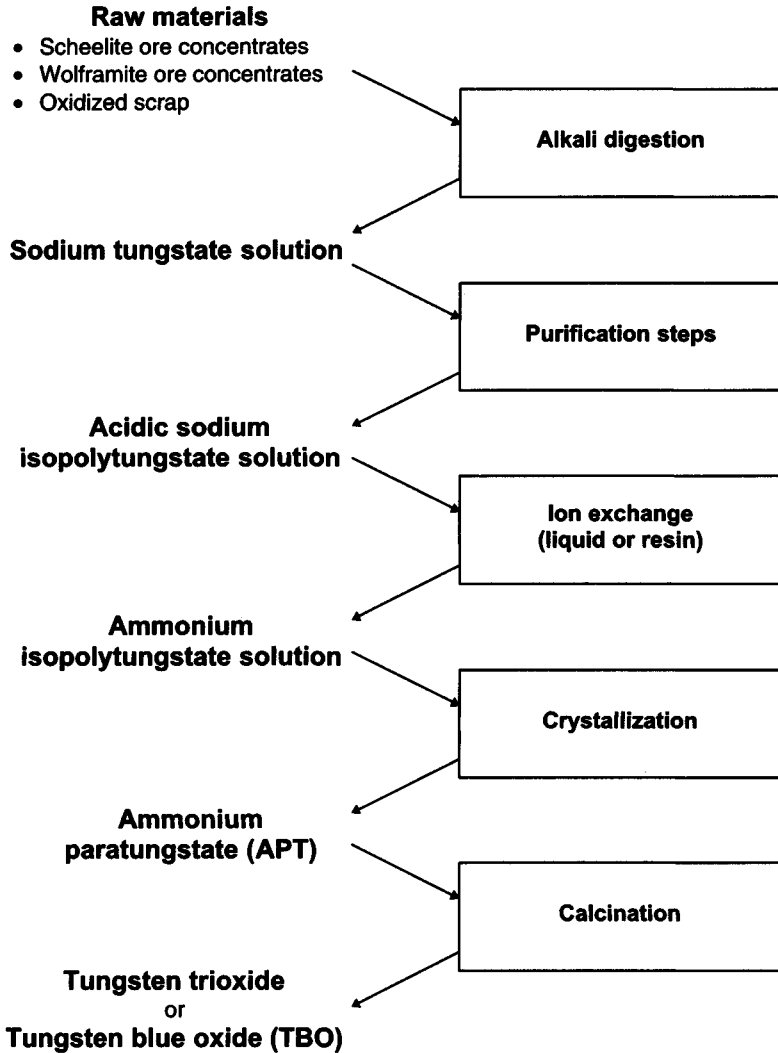 Raw materials
• Scheelite ore concentrates
• Wolframite ore concentrates
• Oxidized scrap
Alkali digestion
Sodium tungstate solution
Purification steps
Acidic sodium
isopolytungstate solution
Ion exchange
(liquid or resin)
Ammonium
isopolytungstate solution
Crystallization
Ammonium
paratungstate (APT)
Calcination
Tungsten trioxide
or
Tungsten blue oxide (TBO)